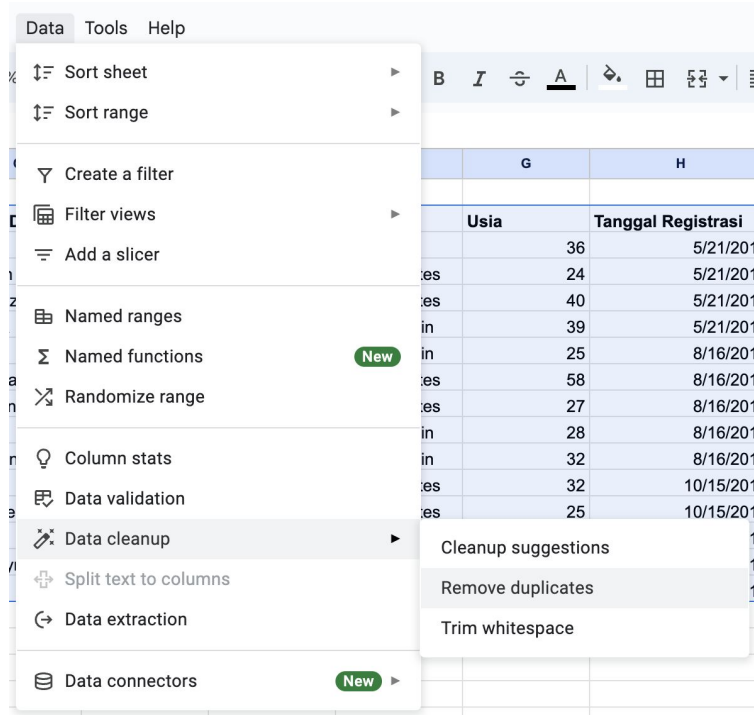 Data Tools Help
Sort sheet
Sort range
Create a filter
Filter views
Add a slicer
Named ranges
Named functions New
Randomize range
Column stats
Data validation
Data cleanup
Split text to columns
Data extraction
Data connectors New
Cleanup suggestions
Remove duplicates
Trim whitespace
B I A
G H
Usia Tanggal Registrasi
36 5/21/201
24 5/21/201
40 5/21/201
39 5/21/201
25 8/16/201
58 8/16/201
27 8/16/201
28 8/16/201
32 8/16/201
32 10/15/201
25 10/15/201